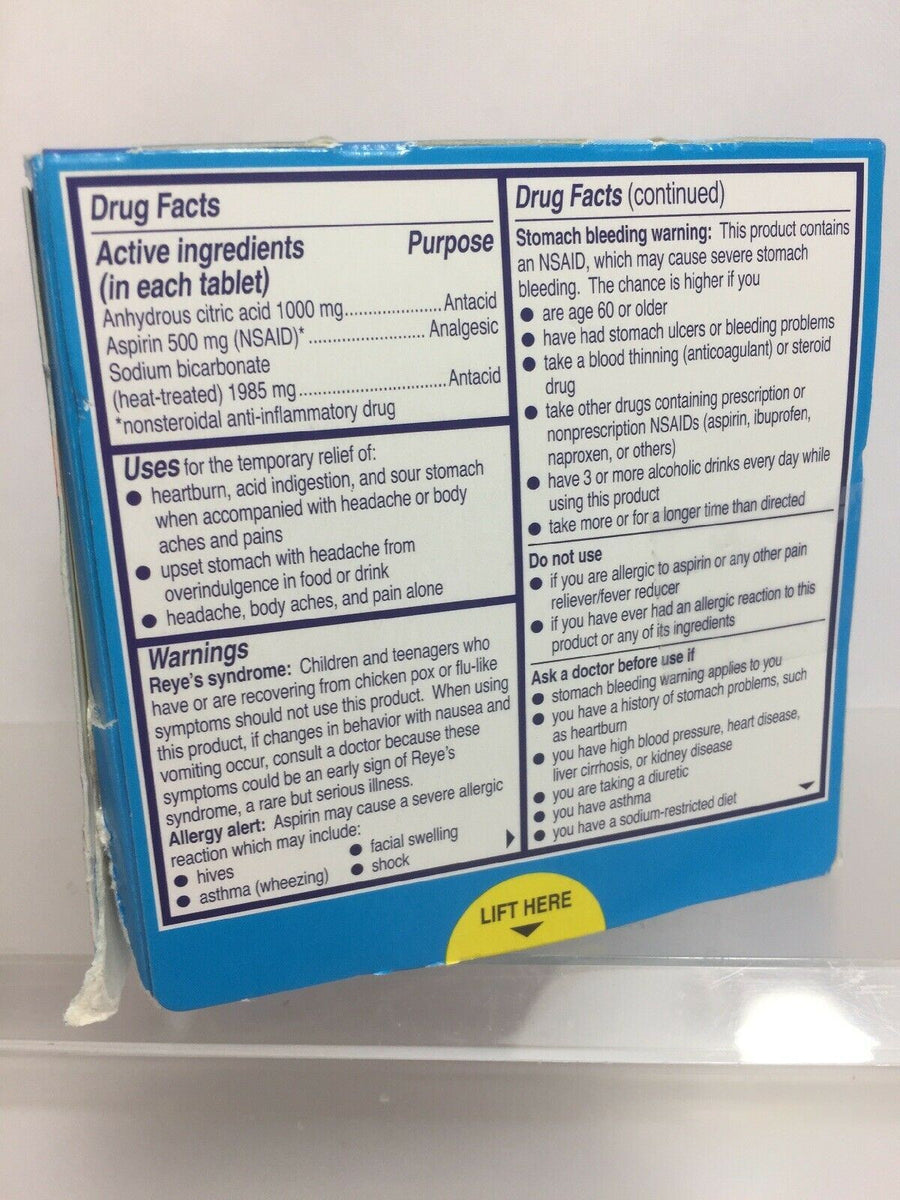 Drug Facts
Active ingredients Purpose
(in each tablet)
Anhydrous citric acid 1000 mg.....................Antacid
Aspirin 500 mg (NSAID)*.........................Analgesic
Sodium bicarbonate
(heat-treated) 1985 mg................................Antacid
*nonsteroidal anti-inflammatory drug
Uses for the temporary relief of:
● heartburn, acid indigestion, and sour stomach
when accompanied with headache or body
aches and pains
● upset stomach with headache from
overindulgence in food or drink
● headache, body aches, and pain alone
Warnings
Reye's syndrome: Children and teenagers who
have or are recovering from chicken pox or flu-like
symptoms should not use this product. When using
this product, if changes in behavior with nausea and
vomiting occur, consult a doctor because these
symptoms could be an early sign of Reye's
syndrome, a rare but serious illness.
Allergy alert: Aspirin may cause a severe allergic
reaction which may include:
● hives ● facial swelling
● asthma (wheezing) ● shock
Drug Facts (continued)
Stomach bleeding warning: This product contains
an NSAID, which may cause severe stomach
bleeding. The chance is higher if you
● are age 60 or older
● have had stomach ulcers or bleeding problems
● take a blood thinning (anticoagulant) or steroid
drug
● take other drugs containing prescription or
nonprescription NSAIDs (aspirin, ibuprofen,
naproxen, or others)
● have 3 or more alcoholic drinks every day while
using this product
● take more or for a longer time than directed
Do not use
● if you are allergic to aspirin or any other pain
reliever/fever reducer
● if you have ever had an allergic reaction to this
product or any of its ingredients
Ask a doctor before use if
● stomach bleeding warning applies to you
● you have a history of stomach problems, such
as heartburn
● you have high blood pressure, heart disease,
liver cirrhosis, or kidney disease
● you are taking a diuretic
● you have asthma
● you have a sodium-restricted diet
LIFT HERE